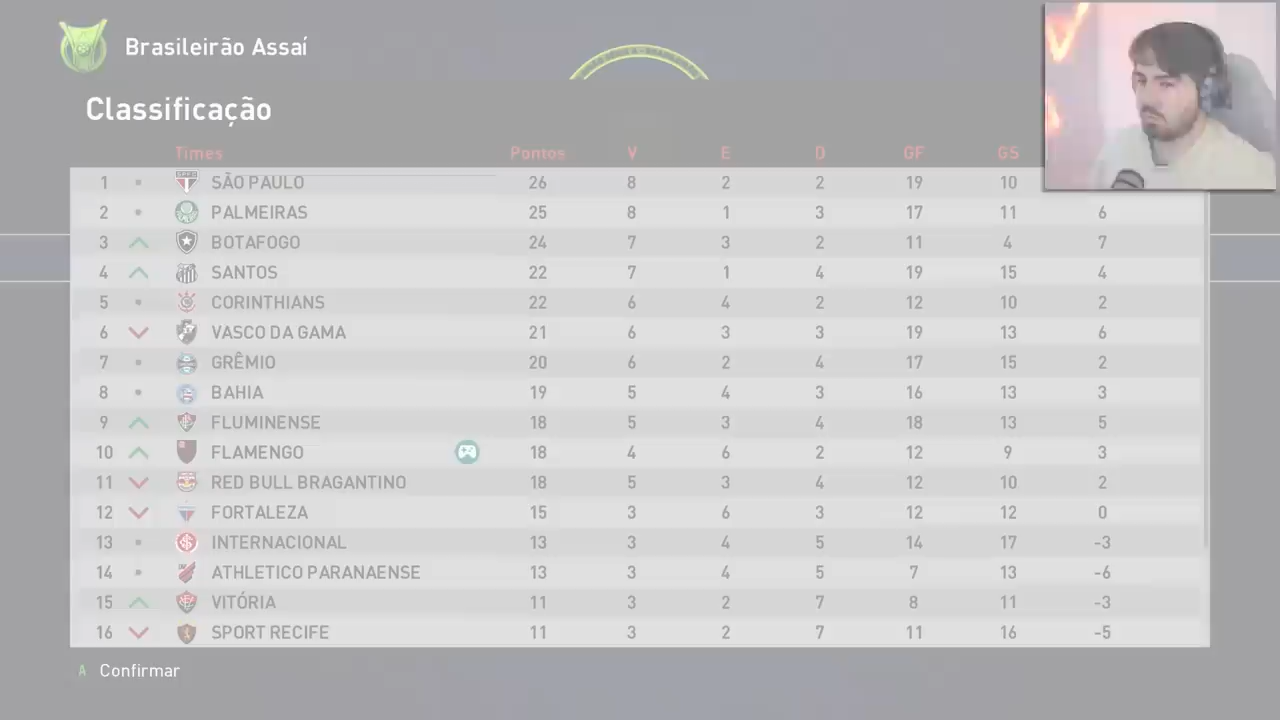 Brasileirão Assaí
Classificação
Times Pontos V E D GF GS
1 SÃO PAULO 26 8 2 2 19 10
2 PALMEIRAS 25 8 1 3 17 11 6
3 BOTAFOGO 24 7 3 2 11 4 7
4 SANTOS 22 7 1 4 19 15 4
5 CORINTHIANS 22 6 4 2 12 10 2
6 VASCO DA GAMA 21 6 3 3 19 13 6
7 GRÊMIO 20 6 2 4 17 15 2
8 BAHIA 19 5 4 3 16 13 3
9 FLUMINENSE 18 5 3 4 18 13 5
10 FLAMENGO 18 4 6 2 12 9 3
11 RED BULL BRAGANTINO 18 5 3 4 12 10 2
12 FORTALEZA 15 3 6 3 12 12 0
13 INTERNACIONAL 13 3 4 5 14 17 -3
14 ATHLETICO PARANAENSE 13 3 4 5 7 13 -6
15 VITÓRIA 11 3 2 7 8 11 -3
16 SPORT RECIFE 11 3 2 7 11 16 -5
A Confirmar